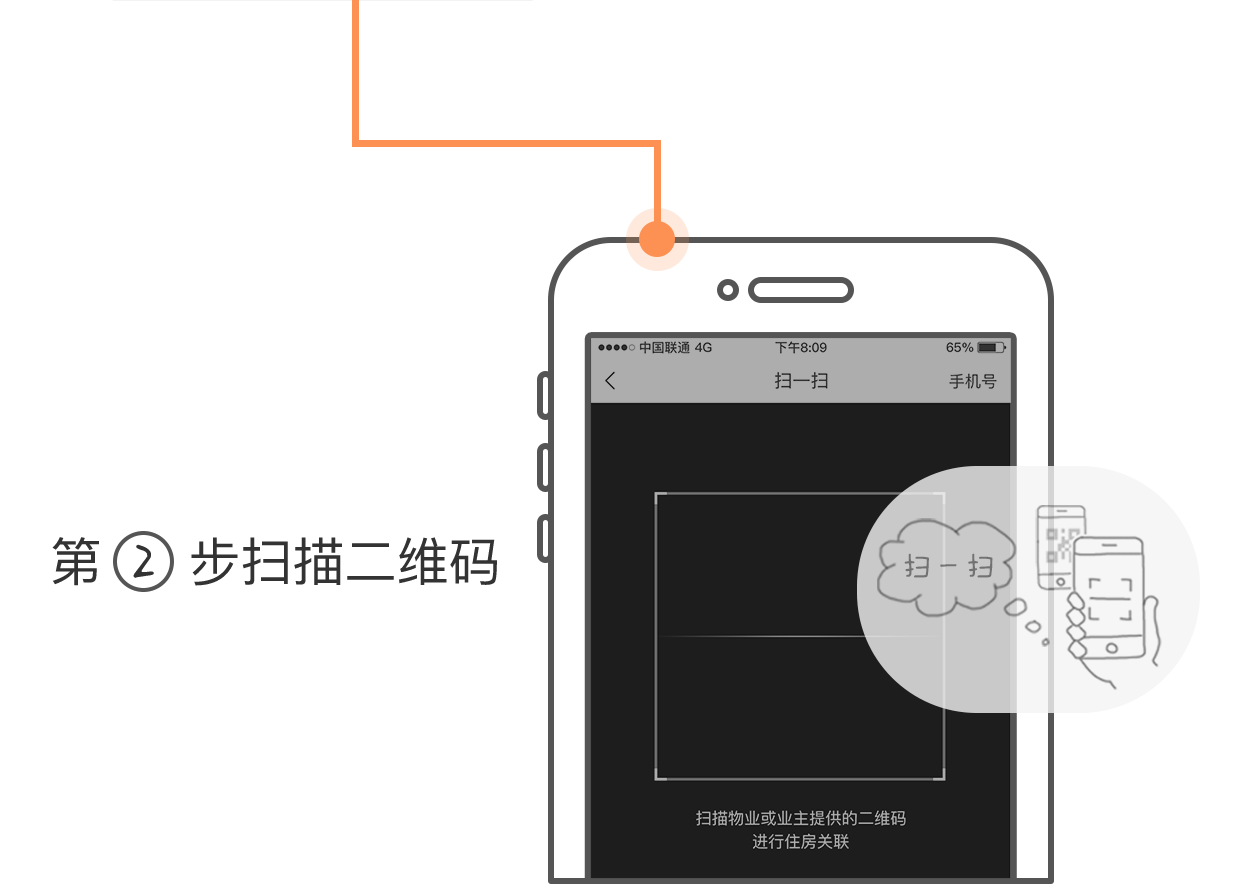 中国联通 4G 下午8:09 65%
扫一扫 手机号
第2步扫描二维码
扫一扫
扫描物业或业主提供的二维码
进行住房关联